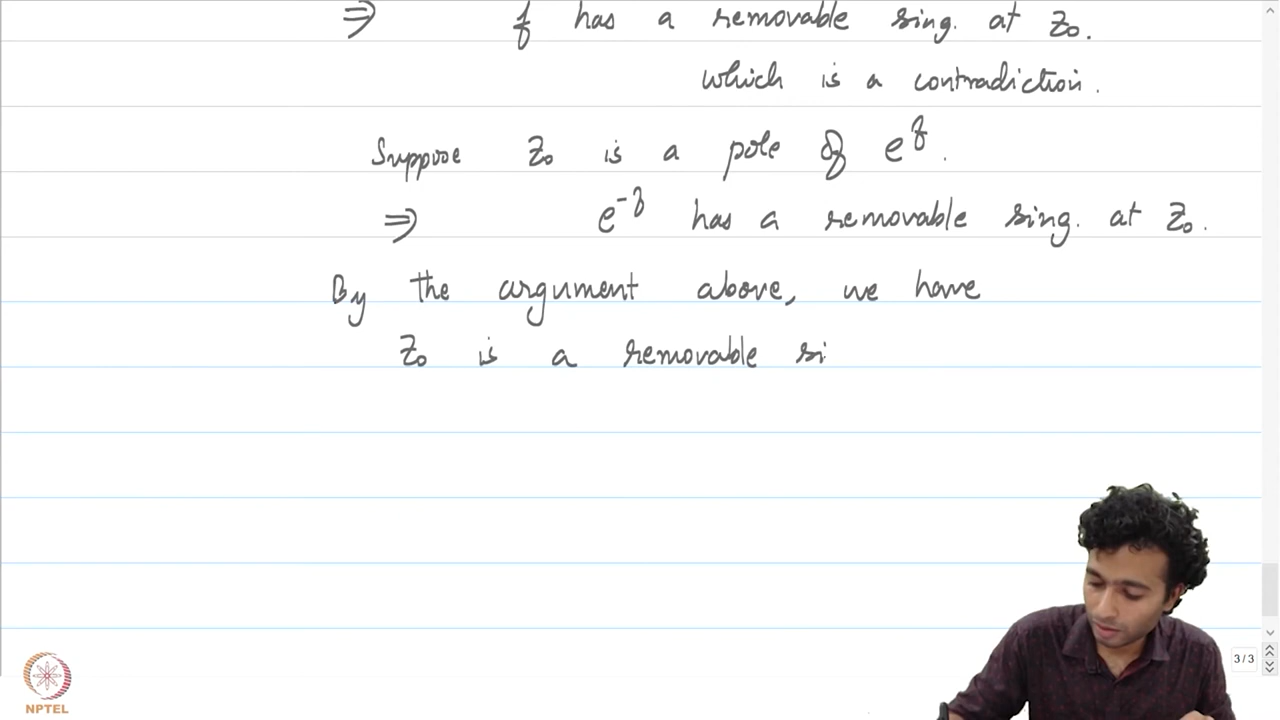 ⇒ f has a removable sing. at z₀.
which is a contradiction.
Suppose z₀ is a pole of e^f.
⇒ e^{-f} has a removable sing. at z₀.
By the argument above, we have
z₀ is a removable si
3/3
NPTEL